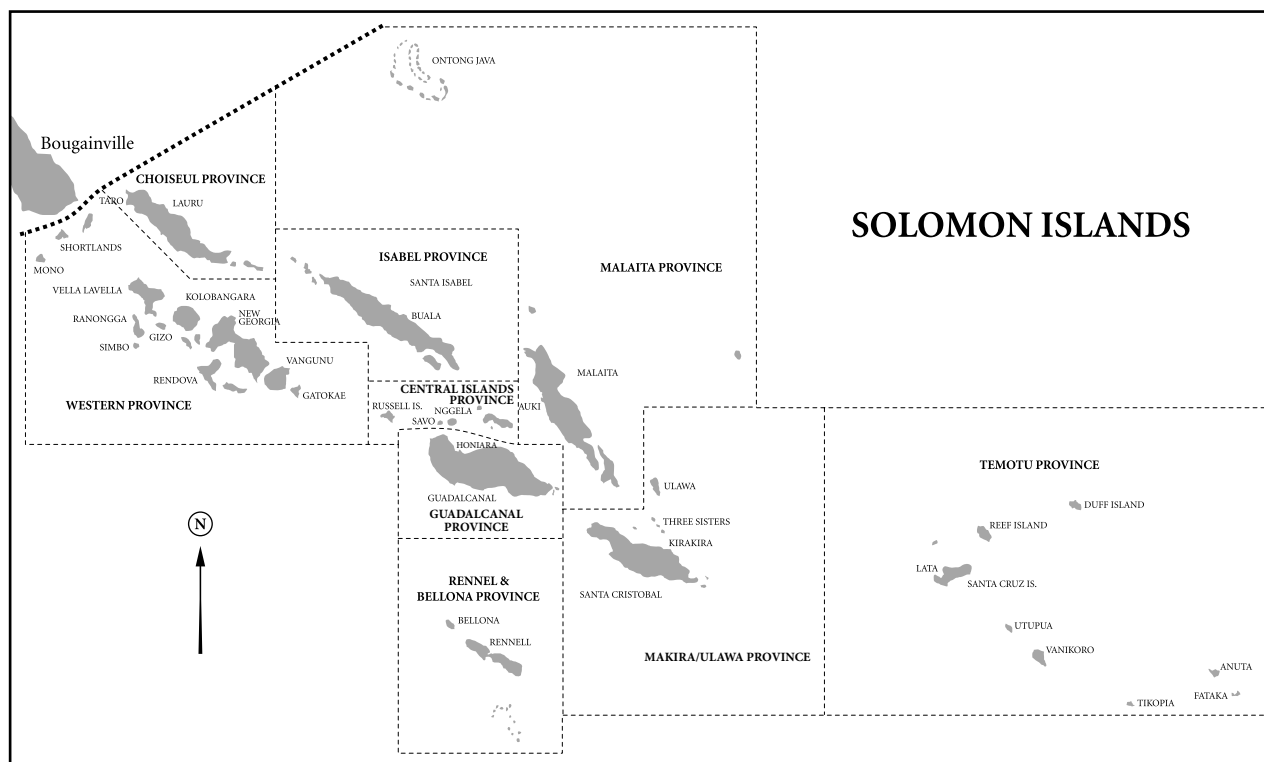 ONTONG JAVA
Bougainville
CHOISEUL PROVINCE
TARO
LAURU
SHORTLANDS
MONO
SOLOMON ISLANDS
ISABEL PROVINCE
SANTA ISABEL
BUALA
MALAITA PROVINCE
VELLA LAVELLA
KOLOBANGARA
RANONGGA
NEW
GEORGIA
GIZO
SIMBO
VANGUNU
RENDOVA
GATOKAE
WESTERN PROVINCE
MALAITA
CENTRAL ISLANDS
PROVINCE
RUSSELL IS.
NGGELA
SAVO
AUKI
HONIARA
GUADALCANAL
GUADALCANAL
PROVINCE
ULAWA
THREE SISTERS
KIRAKIRA
SANTA CRISTOBAL
MAKIRA/ULAWA PROVINCE
N
RENNEL &
BELLONA PROVINCE
BELLONA
RENNELL
TEMOTU PROVINCE
DUFF ISLAND
REEF ISLAND
LATA
SANTA CRUZ IS.
UTUPUA
VANIKORO
ANUTA
FATAKA
TIKOPIA